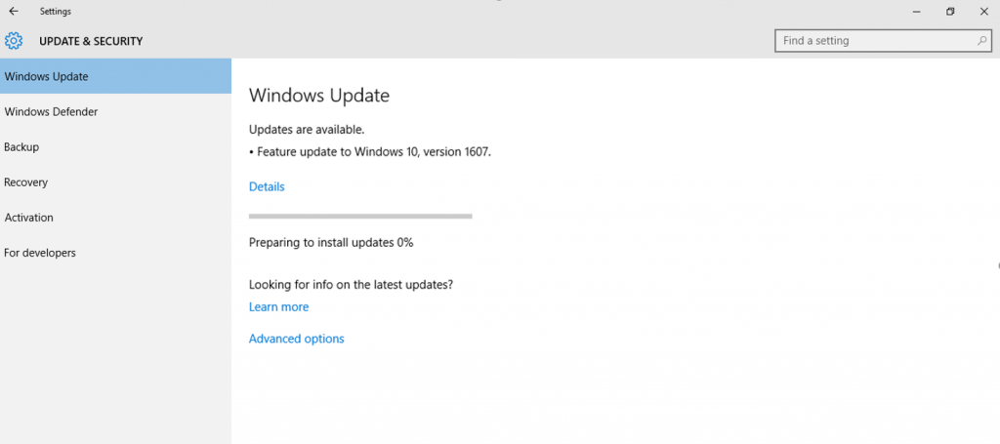 Settings
UPDATE & SECURITY
Find a setting
Windows Update
Windows Defender
Backup
Recovery
Activation
For developers
Windows Update
Updates are available.
• Feature update to Windows 10, version 1607.
Details
Preparing to install updates 0%
Looking for info on the latest updates?
Learn more
Advanced options